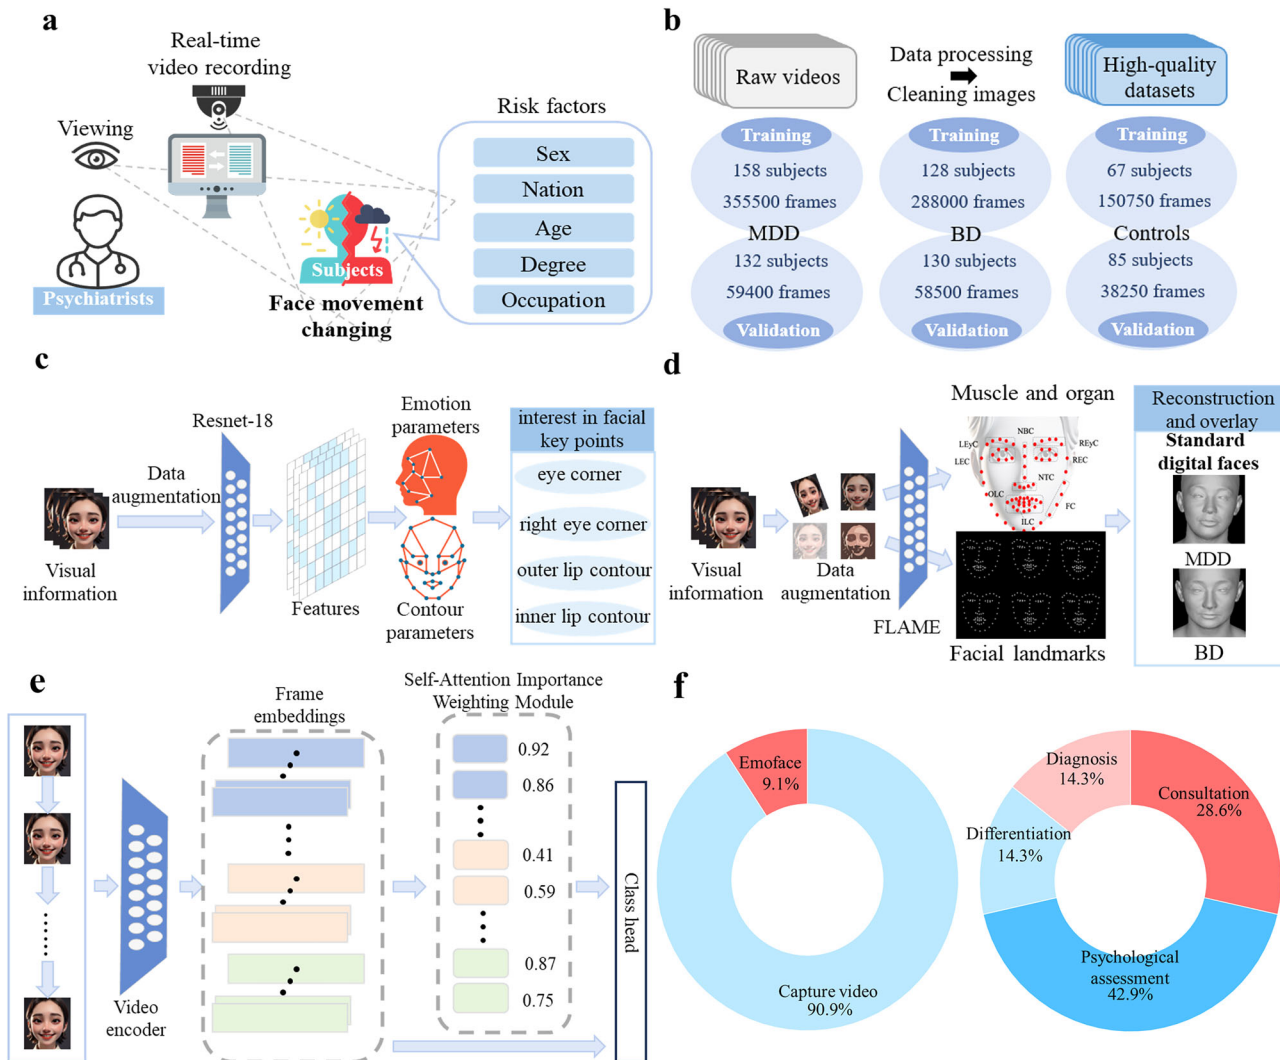 a
Real-time
video recording
Viewing
Psychiatrists
Subjects
Face movement
changing
Risk factors
Sex
Nation
Age
Degree
Occupation
b
Raw videos
Data processing
Cleaning images
High-quality
datasets
Training
158 subjects
355500 frames
MDD
132 subjects
59400 frames
Validation
Training
128 subjects
288000 frames
BD
130 subjects
58500 frames
Validation
Training
67 subjects
150750 frames
Controls
85 subjects
38250 frames
Validation
c
Visual
information
Data
augmentation
Resnet-18
Features
Emotion
parameters
Contour
parameters
interest in facial
key points
eye corner
right eye corner
outer lip contour
inner lip contour
d
Visual
information
Data
augmentation
FLAME
Muscle and organ
NBC
LEyC
REyC
LEC
REC
NTC
OLC
FC
ILC
Facial landmarks
Reconstruction
and overlay
Standard
digital faces
MDD
BD
e
Video
encoder
Frame
embeddings
Self-Attention Importance
Weighting Module
0.92
0.86
0.41
0.59
0.87
0.75
Class head
f
Emoface
9.1%
Capture video
90.9%
Diagnosis
14.3%
Consultation
28.6%
Differentiation
14.3%
Psychological
assessment
42.9%